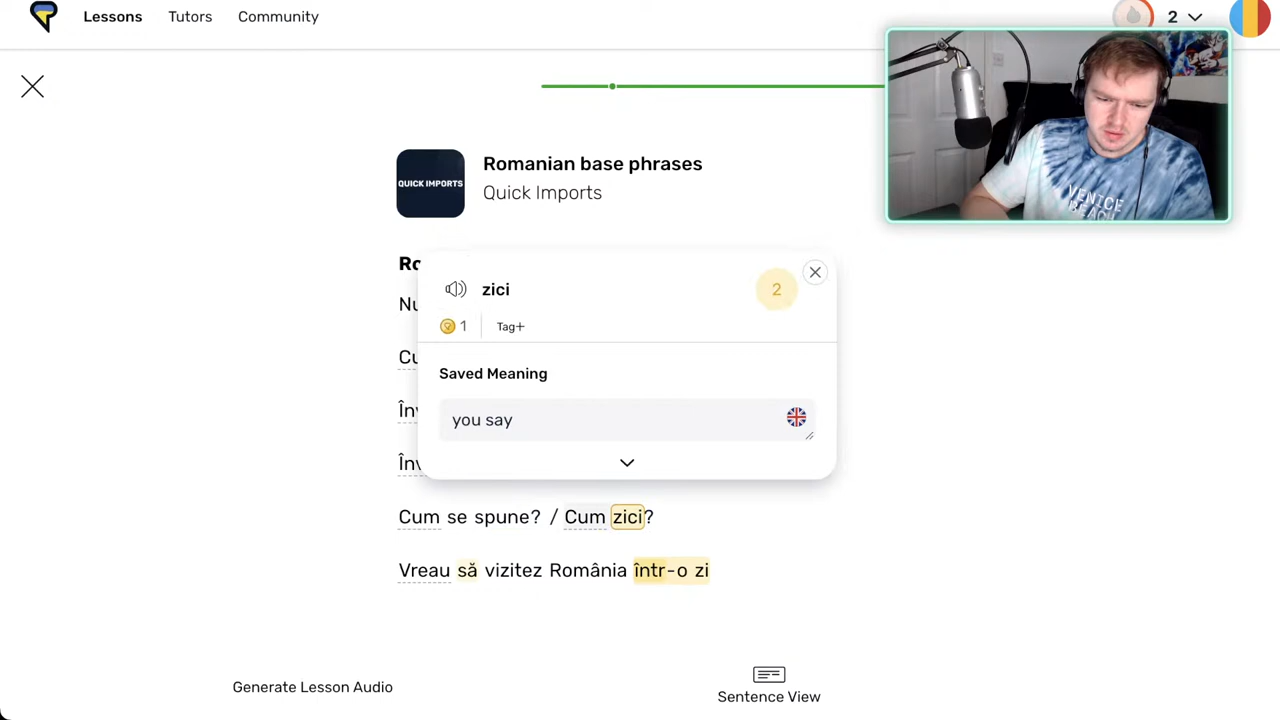 Lessons Tutors Community 2
QUICK IMPORTS
Romanian base phrases
Quick Imports
Ro
Nu
zici 2
1 Tag+
Cu
Saved Meaning
Înv
you say
Înv
Cum se spune? / Cum zici?
Vreau să vizitez România într-o zi
Generate Lesson Audio
Sentence View
VENICE
BEACH